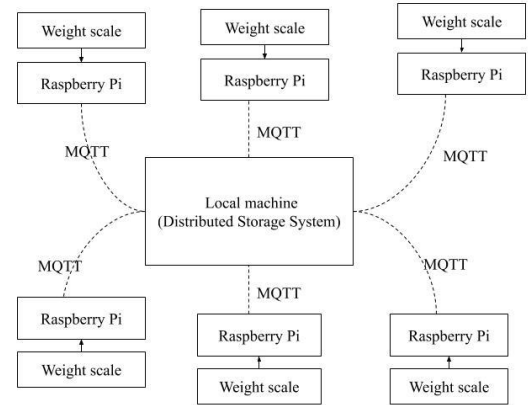 Weight scale
Weight scale
Weight scale
Raspberry Pi
Raspberry Pi
Raspberry Pi
MQTT
MQTT
MQTT
Local machine
(Distributed Storage System)
MQTT
MQTT
MQTT
Raspberry Pi
Raspberry Pi
Raspberry Pi
Weight scale
Weight scale
Weight scale